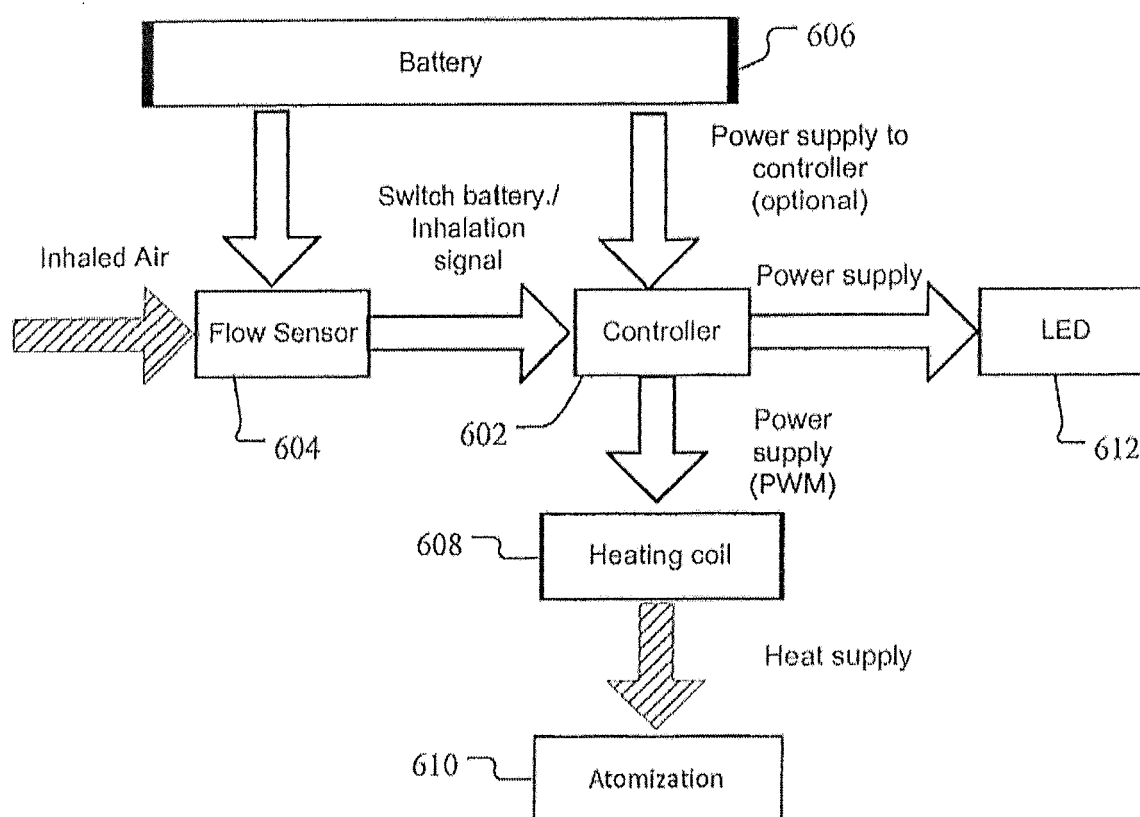 606
Battery
Power supply to
controller
(optional)
Switch battery./
Inhalation
signal
Inhaled Air
Power supply
Flow Sensor
Controller
LED
604
602
612
Power
supply
(PWM)
608
Heating coil
Heat supply
610
Atomization